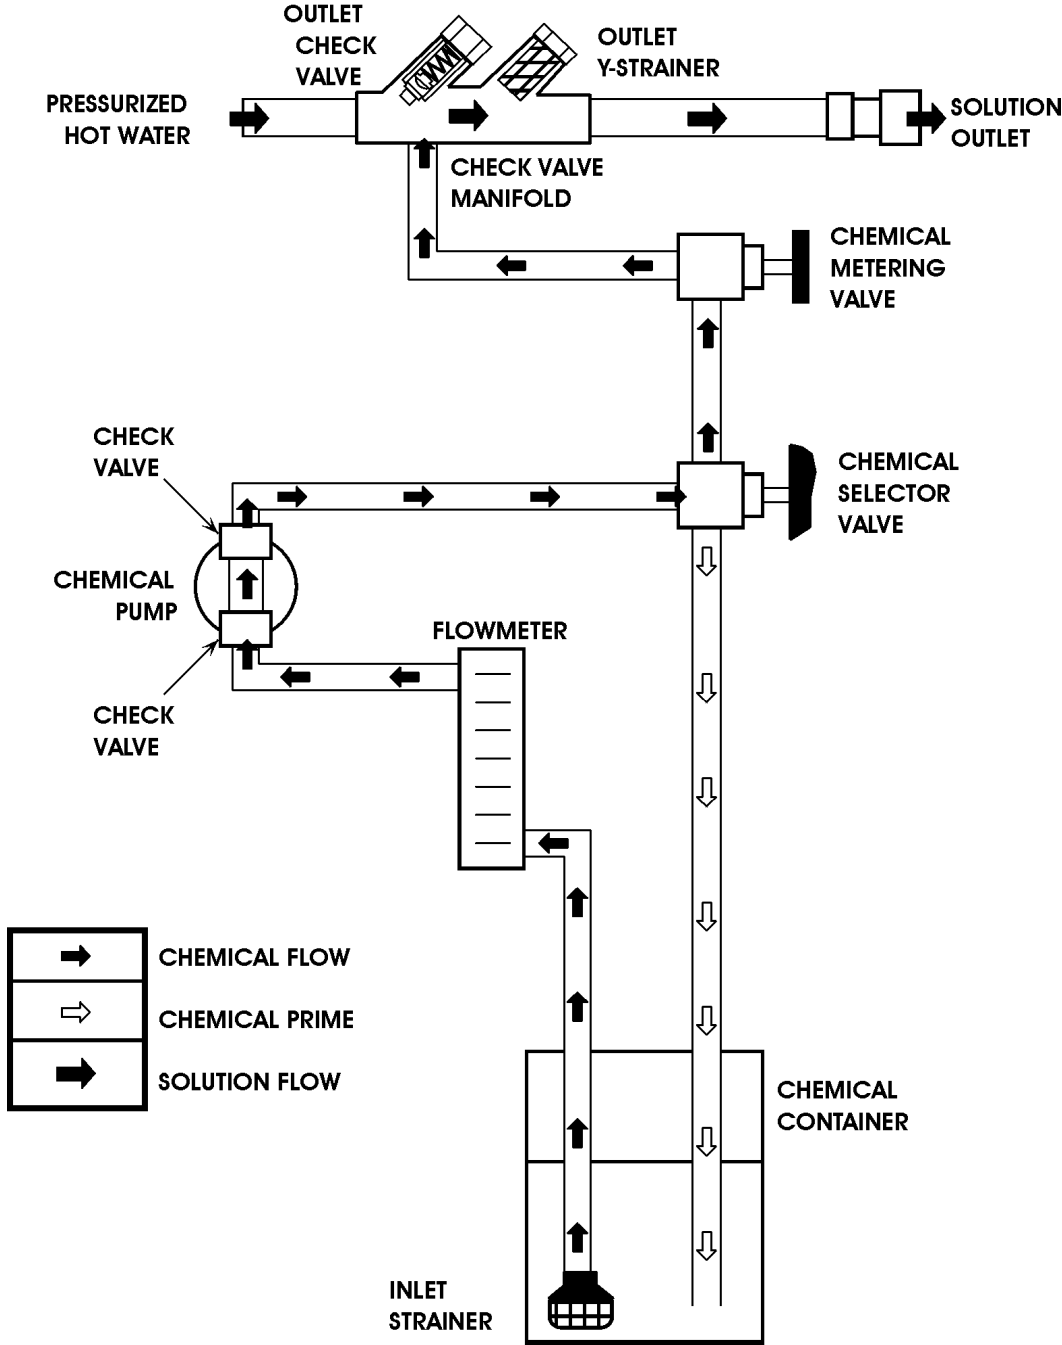 OUTLET
CHECK
VALVE
OUTLET
Y-STRAINER
PRESSURIZED
HOT WATER
SOLUTION
OUTLET
CHECK VALVE
MANIFOLD
CHEMICAL
METERING
VALVE
CHECK
VALVE
CHEMICAL
SELECTOR
VALVE
CHEMICAL
PUMP
FLOWMETER
CHECK
VALVE
CHEMICAL FLOW
CHEMICAL PRIME
SOLUTION FLOW
CHEMICAL
CONTAINER
INLET
STRAINER